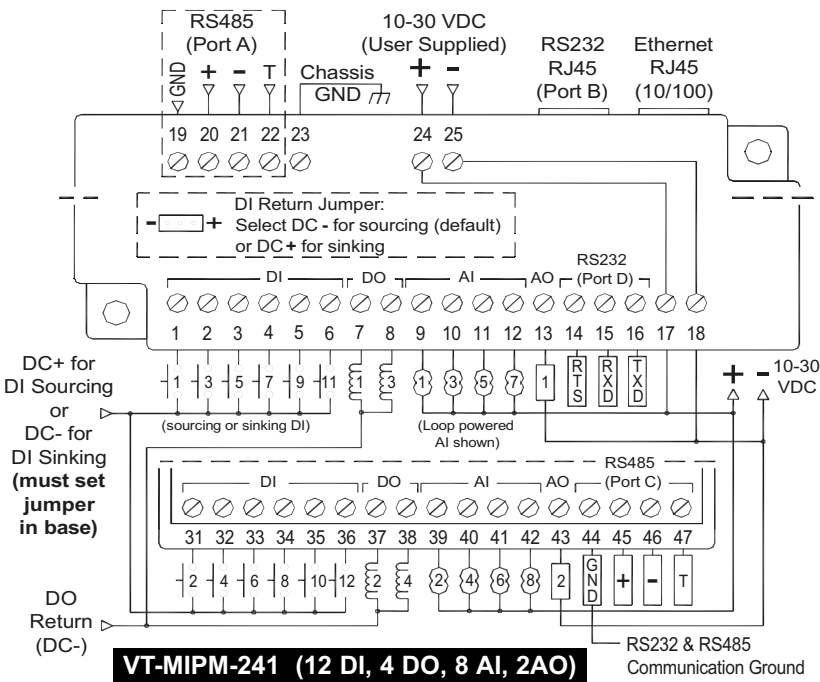 RS485
(Port A)
10-30 VDC
(User Supplied)
RS232
RJ45
(Port B)
Ethernet
RJ45
(10/100)
GND + - T
Chassis
GND
+ -
19 20 21 22 23 24 25
DI Return Jumper:
- + Select DC - for sourcing (default)
or DC + for sinking
DI DO AI AO RS232
(Port D)
1 2 3 4 5 6 7 8 9 10 11 12 13 14 15 16 17 18
1 3 5 7 9 11 1 3 1 3 5 7 1 RTS RXD TXD
+ - 10-30
VDC
DC+ for
DI Sourcing
or
DC- for
DI Sinking
(must set
jumper
in base)
(sourcing or sinking DI)
(Loop powered
AI shown)
DI DO AI AO RS485
(Port C)
31 32 33 34 35 36 37 38 39 40 41 42 43 44 45 46 47
2 4 6 8 10 12 2 4 2 4 6 8 2 GND + - T
DO
Return
(DC-)
RS232 & RS485
Communication Ground
VT-MIPM-241 (12 DI, 4 DO, 8 AI, 2AO)